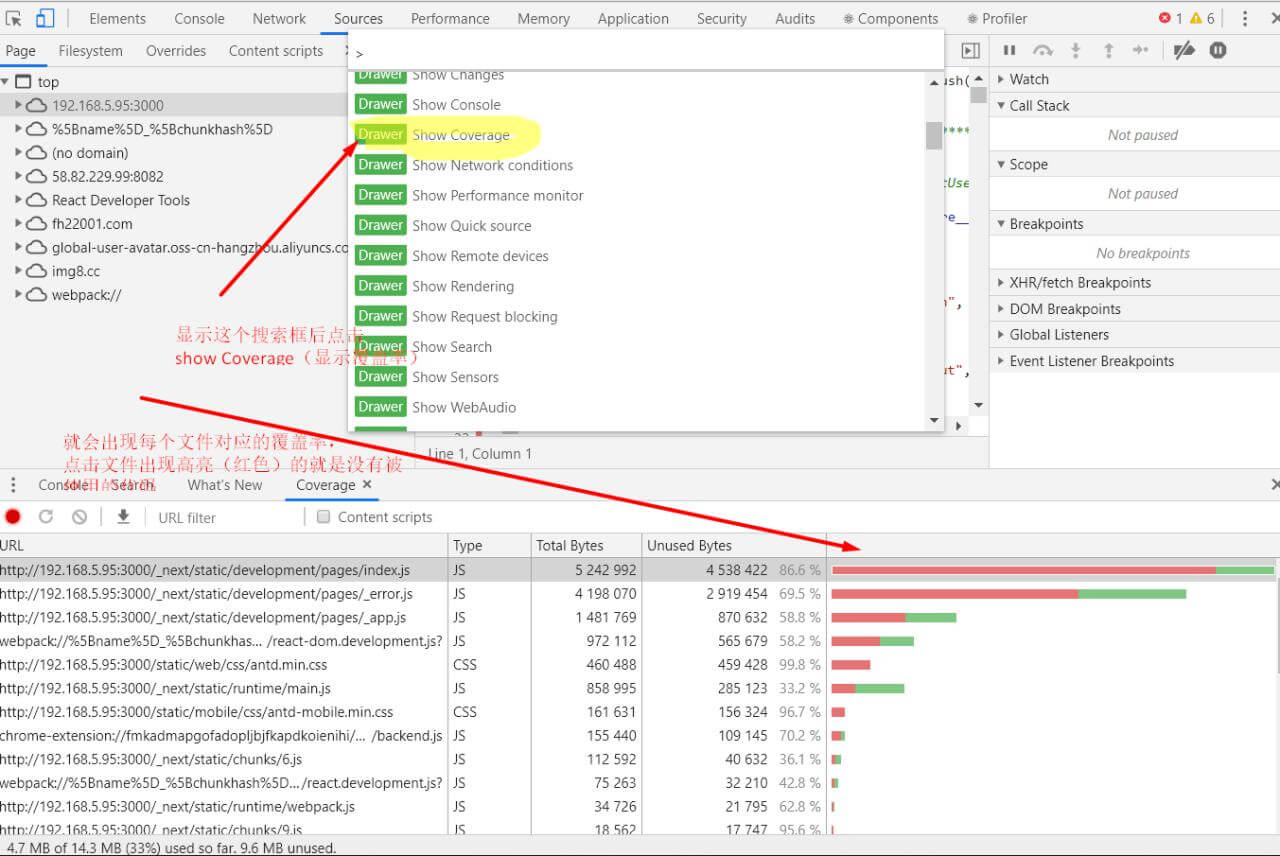 Elements Console Network Sources Performance Memory Application Security Audits Components Profiler 1 6
Page Filesystem Overrides Content scripts
>
top
192.168.5.95:3000
%5Bname%5D_%5Bchunkhash%5D
(no domain)
58.82.229.99:8082
React Developer Tools
fh22001.com
global-user-avatar.oss-cn-hangzhou.aliyuncs.co
img8.cc
webpack://
Drawer Show Changes
Drawer Show Console
Drawer Show Coverage
Drawer Show Network conditions
Drawer Show Performance monitor
Drawer Show Quick source
Drawer Show Remote devices
Drawer Show Rendering
Drawer Show Request blocking
Drawer Show Search
Drawer Show Sensors
Drawer Show WebAudio
显示这个搜索框后点击
show Coverage（显示覆盖率）
就会出现每个文件对应的覆盖率，
点击文件出现高亮（红色）的就是没有被
Line 1, Column 1
Watch
Call Stack
Not paused
Scope
Not paused
Breakpoints
No breakpoints
XHR/fetch Breakpoints
DOM Breakpoints
Global Listeners
Event Listener Breakpoints
Console Search What's New Coverage
URL filter Content scripts
URL Type Total Bytes Unused Bytes
http://192.168.5.95:3000/_next/static/development/pages/index.js JS 5 242 992 4 538 422 86.6 %
http://192.168.5.95:3000/_next/static/development/pages/_error.js JS 4 198 070 2 919 454 69.5 %
http://192.168.5.95:3000/_next/static/development/pages/_app.js JS 1 481 769 870 632 58.8 %
webpack://%5Bname%5D_%5Bchunkhas... /react-dom.development.js? JS 972 112 565 679 58.2 %
http://192.168.5.95:3000/static/web/css/antd.min.css CSS 460 488 459 428 99.8 %
http://192.168.5.95:3000/_next/static/runtime/main.js JS 858 995 285 123 33.2 %
http://192.168.5.95:3000/static/mobile/css/antd-mobile.min.css CSS 161 631 156 324 96.7 %
chrome-extension://fmkadmapgofadopljbjfkapdkoienihi/... /backend.js JS 155 440 109 145 70.2 %
http://192.168.5.95:3000/_next/static/chunks/6.js JS 112 592 40 632 36.1 %
webpack://%5Bname%5D_%5Bchunkhash%5D.../react.development.js? JS 75 263 32 210 42.8 %
http://192.168.5.95:3000/_next/static/runtime/webpack.js JS 34 726 21 795 62.8 %
http://192.168.5.95:3000/_next/static/chunks/9.js JS 18 562 17 747 95.6 %
4.7 MB of 14.3 MB (33%) used so far. 9.6 MB unused.